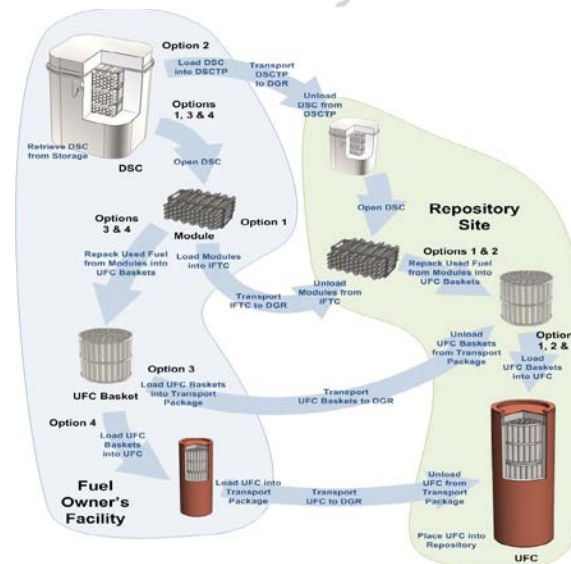 Option 2
Load DSC
into DSCTP
Transport
DSCTP
to DGR
Unload
DSC from
DSCTP
Options
1, 3 & 4
Retrieve DSC
from Storage
DSC
Open DSC
Open DSC
Repository
Site
Options
3 & 4
Module
Option 1
Repack Used Fuel
from Modules into
UFC Baskets
Load Modules
into IFTC
Transport
IFTC to DGR
Unload
Modules from
IFTC
Options 1 & 2
Repack Used Fuel
from Modules into
UFC Baskets
Unload
UFC Baskets
from Transport
Package
Option
1, 2 &
Load
UFC Baskets
into UFC
UFC Basket
Option 3
Load UFC Baskets
into Transport
Package
Transport
UFC Baskets to DGR
Option 4
Load UFC
Baskets
into UFC
Fuel
Owner's
Facility
Load UFC into
Transport
Package
Transport
UFC to DGR
Unload
UFC from
Transport
Package
Place UFC into
Repository
UFC